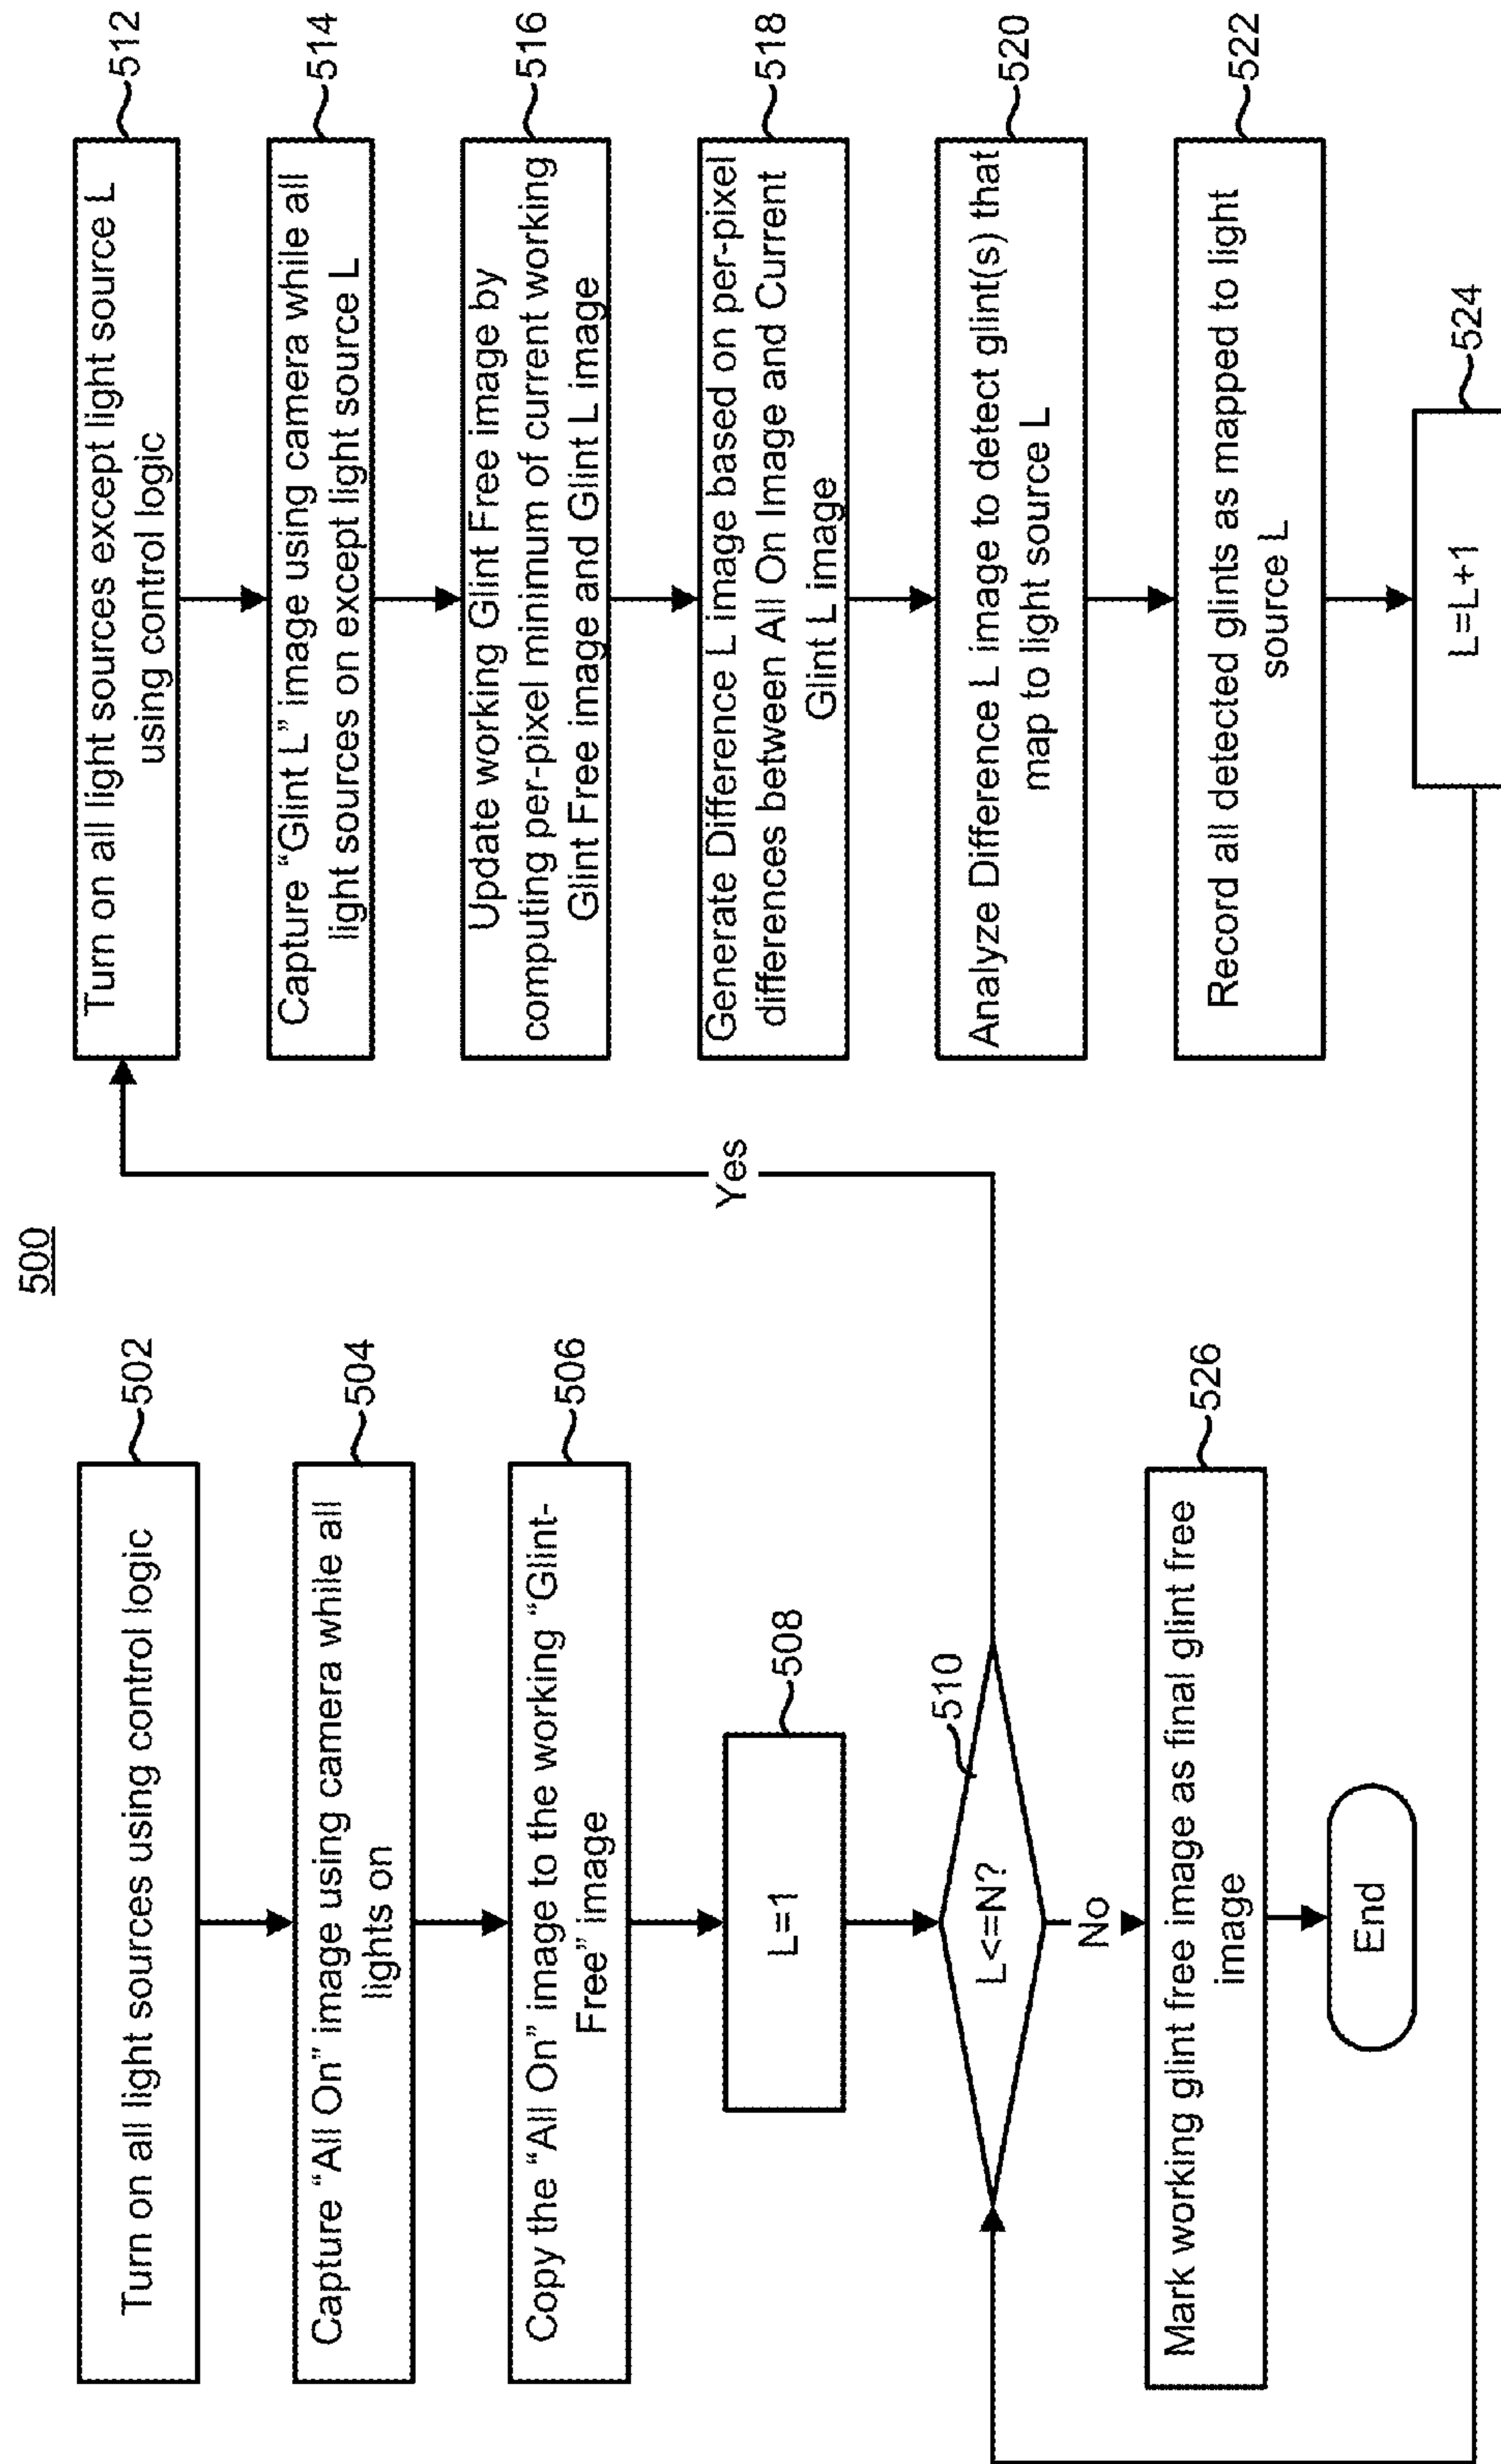 500
Turn on all light sources using control logic
502
Capture “All On” image using camera while all
lights on
504
Copy the “All On” image to the working “Glint-
Free” image
506
L=1
508
L<=N?
510
Yes
No
Mark working glint free image as final glint free
image
526
End
Turn on all light sources except light source L
using control logic
512
Capture “Glint L” image using camera while all
light sources on except light source L
514
Update working Glint Free image by
computing per-pixel minimum of current working
Glint Free image and Glint L image
516
Generate Difference L image based on per-pixel
differences between All On Image and Current
Glint L image
518
Analyze Difference L image to detect glint(s) that
map to light source L
520
Record all detected glints as mapped to light
source L
522
L=L+1
524